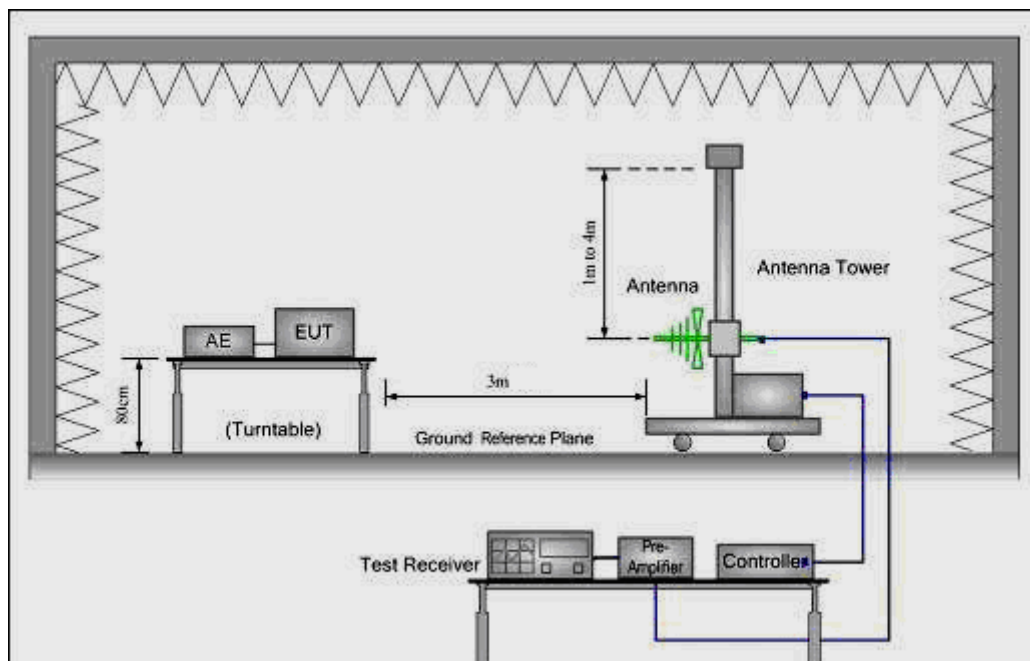 1m to 4m
Antenna
Antenna Tower
AE
EUT
80cm
3m
(Turntable)
Ground Reference Plane
Test Receiver
Pre-
Amplifier
Controller